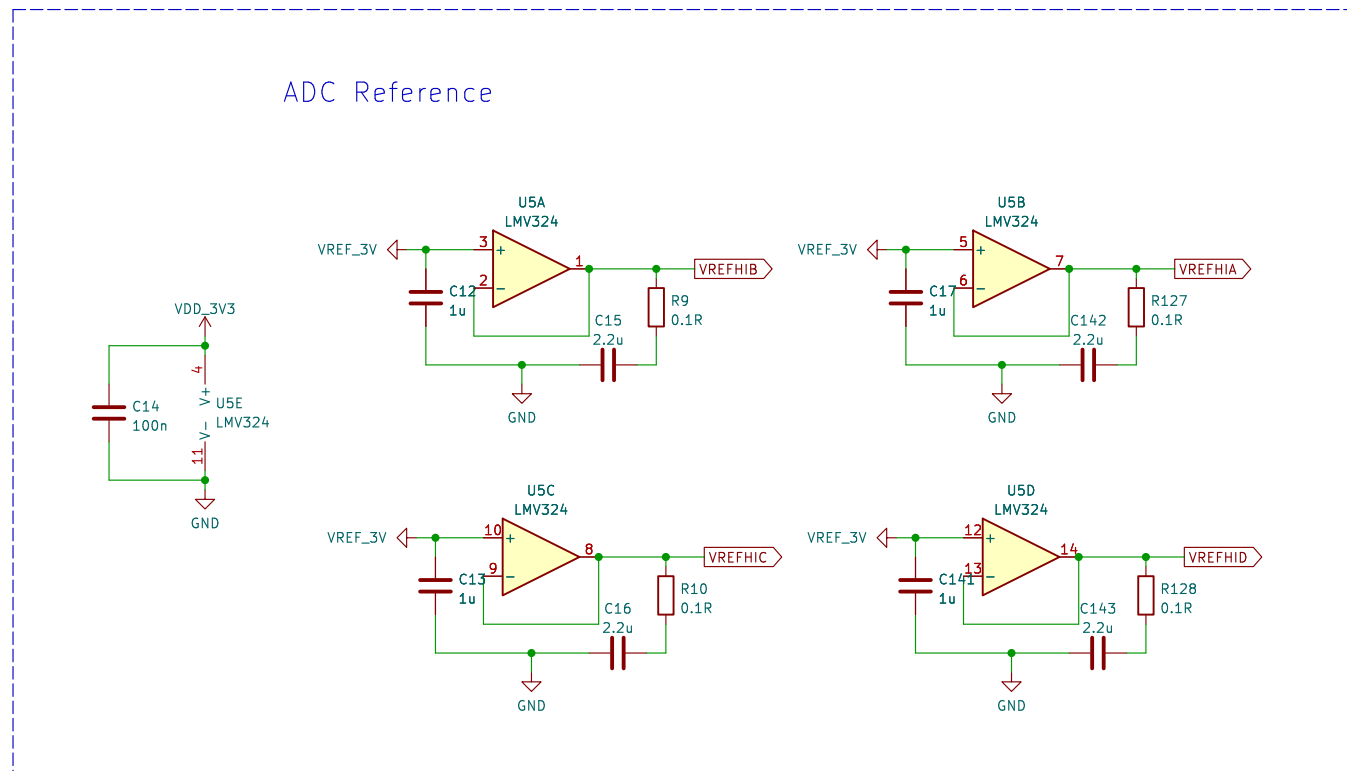 ADC Reference
U5A
LMV324
VREF_3V
3
+
2
−
1
VREFHIB
C12
1u
R9
0.1R
C15
2.2u
GND
U5B
LMV324
VREF_3V
5
+
6
−
7
VREFHIA
C17
1u
R127
0.1R
C142
2.2u
GND
VDD_3V3
4
V+
U5E
LMV324
V−
11
C14
100n
GND
U5C
LMV324
VREF_3V
10
+
9
−
8
VREFHIC
C13
1u
R10
0.1R
C16
2.2u
GND
U5D
LMV324
VREF_3V
12
+
13
−
14
VREFHID
C141
1u
R128
0.1R
C143
2.2u
GND